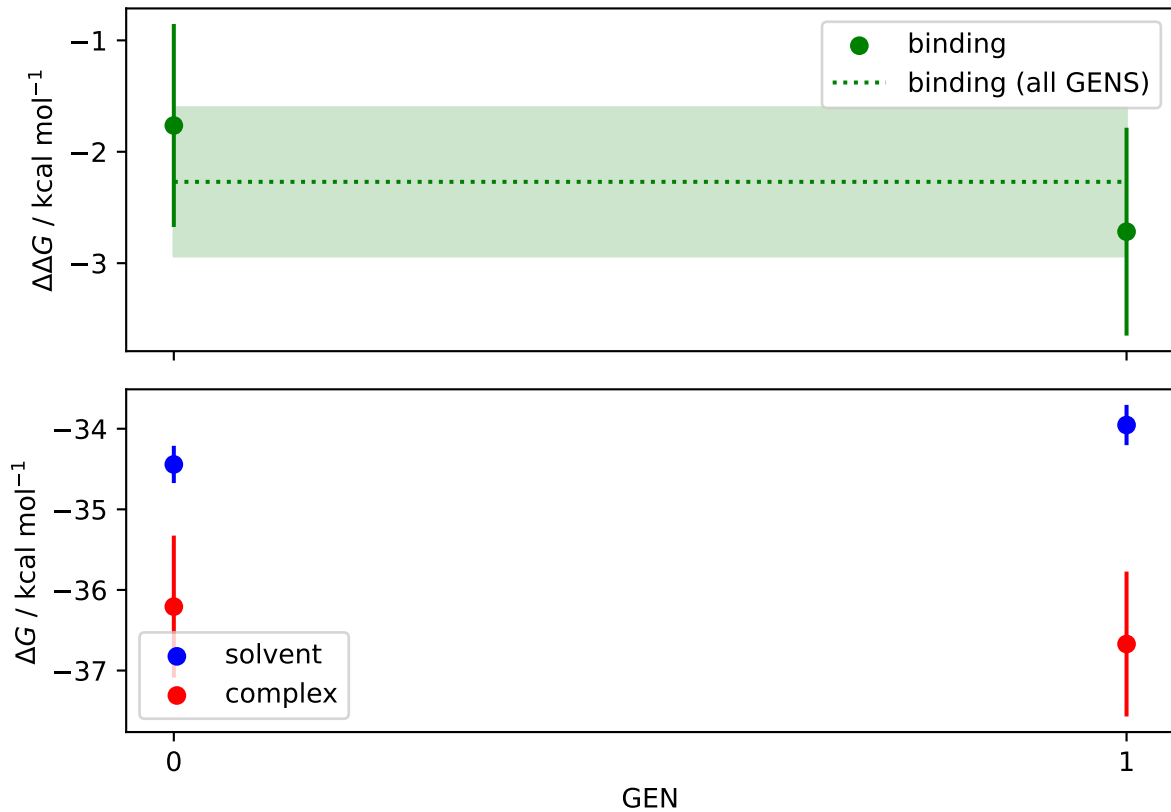 −1
−2
−3
ΔΔG / kcal mol⁻¹
binding
binding (all GENS)
−34
−35
−36
−37
ΔG / kcal mol⁻¹
solvent
complex
0
1
GEN